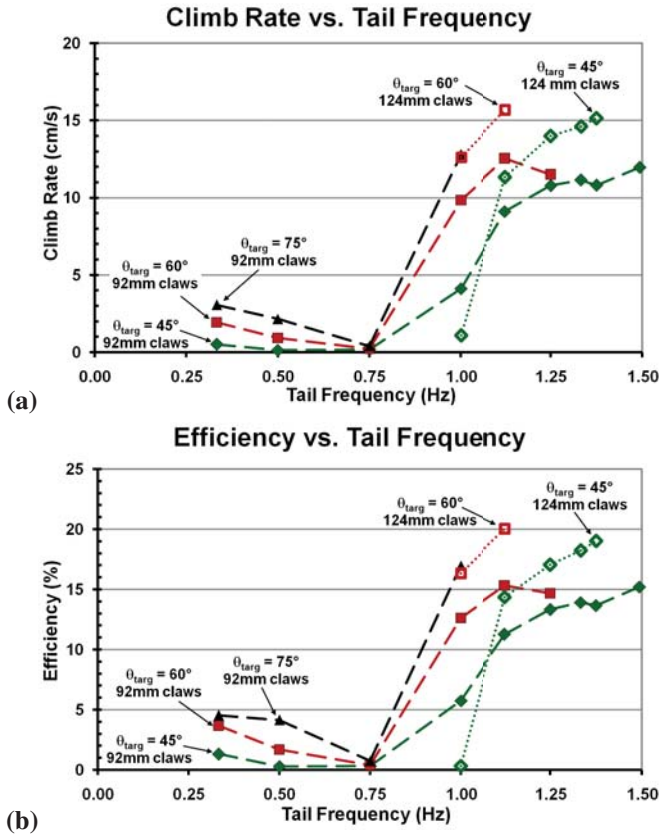 Climb Rate vs. Tail Frequency
20
15
10
5
0
Climb Rate (cm/s)
θtarg = 60°
124mm claws
θtarg = 45°
124 mm claws
θtarg = 60°
92mm claws
θtarg = 75°
92mm claws
θtarg = 45°
92mm claws
0.00 0.25 0.50 0.75 1.00 1.25 1.50
Tail Frequency (Hz)
(a)
Efficiency vs. Tail Frequency
25
20
15
10
5
0
Efficiency (%)
θtarg = 60°
124mm claws
θtarg = 45°
124mm claws
θtarg = 60°
92mm claws
θtarg = 75°
92mm claws
θtarg = 45°
92mm claws
0.00 0.25 0.50 0.75 1.00 1.25 1.50
Tail Frequency (Hz)
(b)